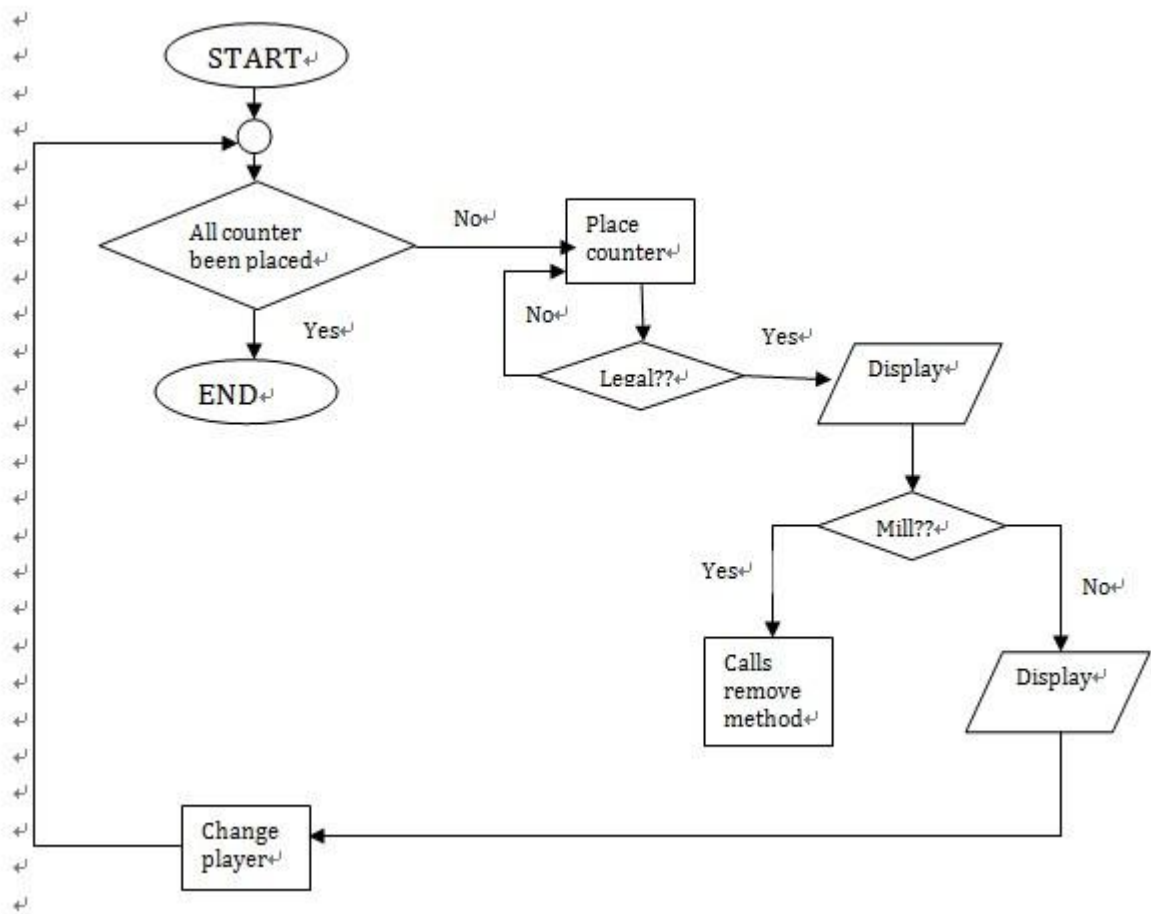 START
All counter
been placed
No
Place
counter
No
Yes
END
Legal??
Yes
Display
Mill??
Yes
No
Calls
remove
method
Display
Change
player